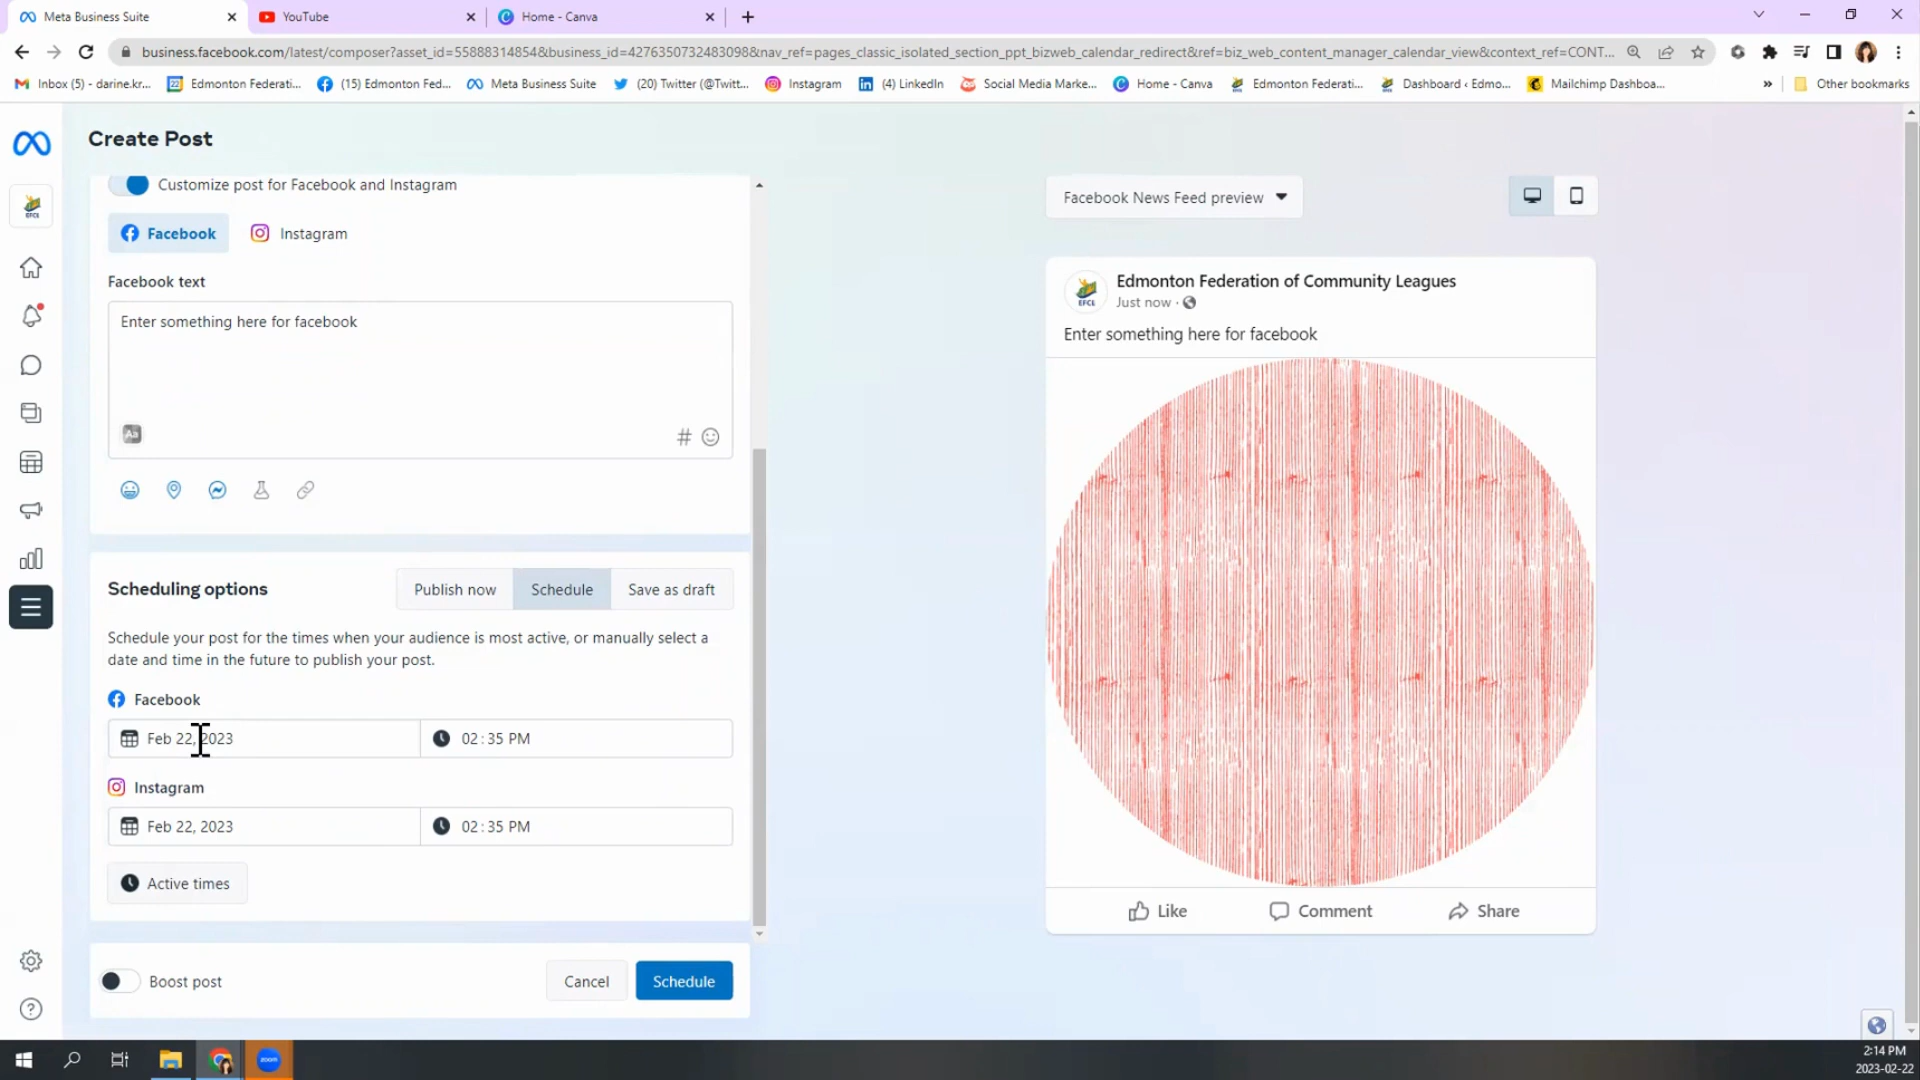 Meta Business Suite
YouTube
Home - Canva
business.facebook.com/latest/composer?asset_id=55888314854&business_id=427635073248309８&nav_ref=pages_classic_isolated_section_ppt_bizweb_calendar_redirect&ref=biz_web_content_manager_calendar_view&context_ref=CONT...
Inbox (5) - darine.kr...
Edmonton Federati...
(15) Edmonton Fed...
Meta Business Suite
(20) Twitter (@Twitt...
Instagram
(4) LinkedIn
Social Media Marke...
Home - Canva
Edmonton Federati...
Dashboard ‹ Edmo...
Mailchimp Dashboa...
»
Other bookmarks
Create Post
Customize post for Facebook and Instagram
Facebook
Instagram
Facebook text
Enter something here for facebook
Aa
#
Scheduling options
Publish now
Schedule
Save as draft
Schedule your post for the times when your audience is most active, or manually select a
date and time in the future to publish your post.
Facebook
Feb 22, 2023
02:35 PM
Instagram
Feb 22, 2023
02:35 PM
Active times
Boost post
Cancel
Schedule
Facebook News Feed preview
EFCL
Edmonton Federation of Community Leagues
Just now ·
Enter something here for facebook
Like
Comment
Share
EFCL
zoom
2:14 PM
2023-02-22